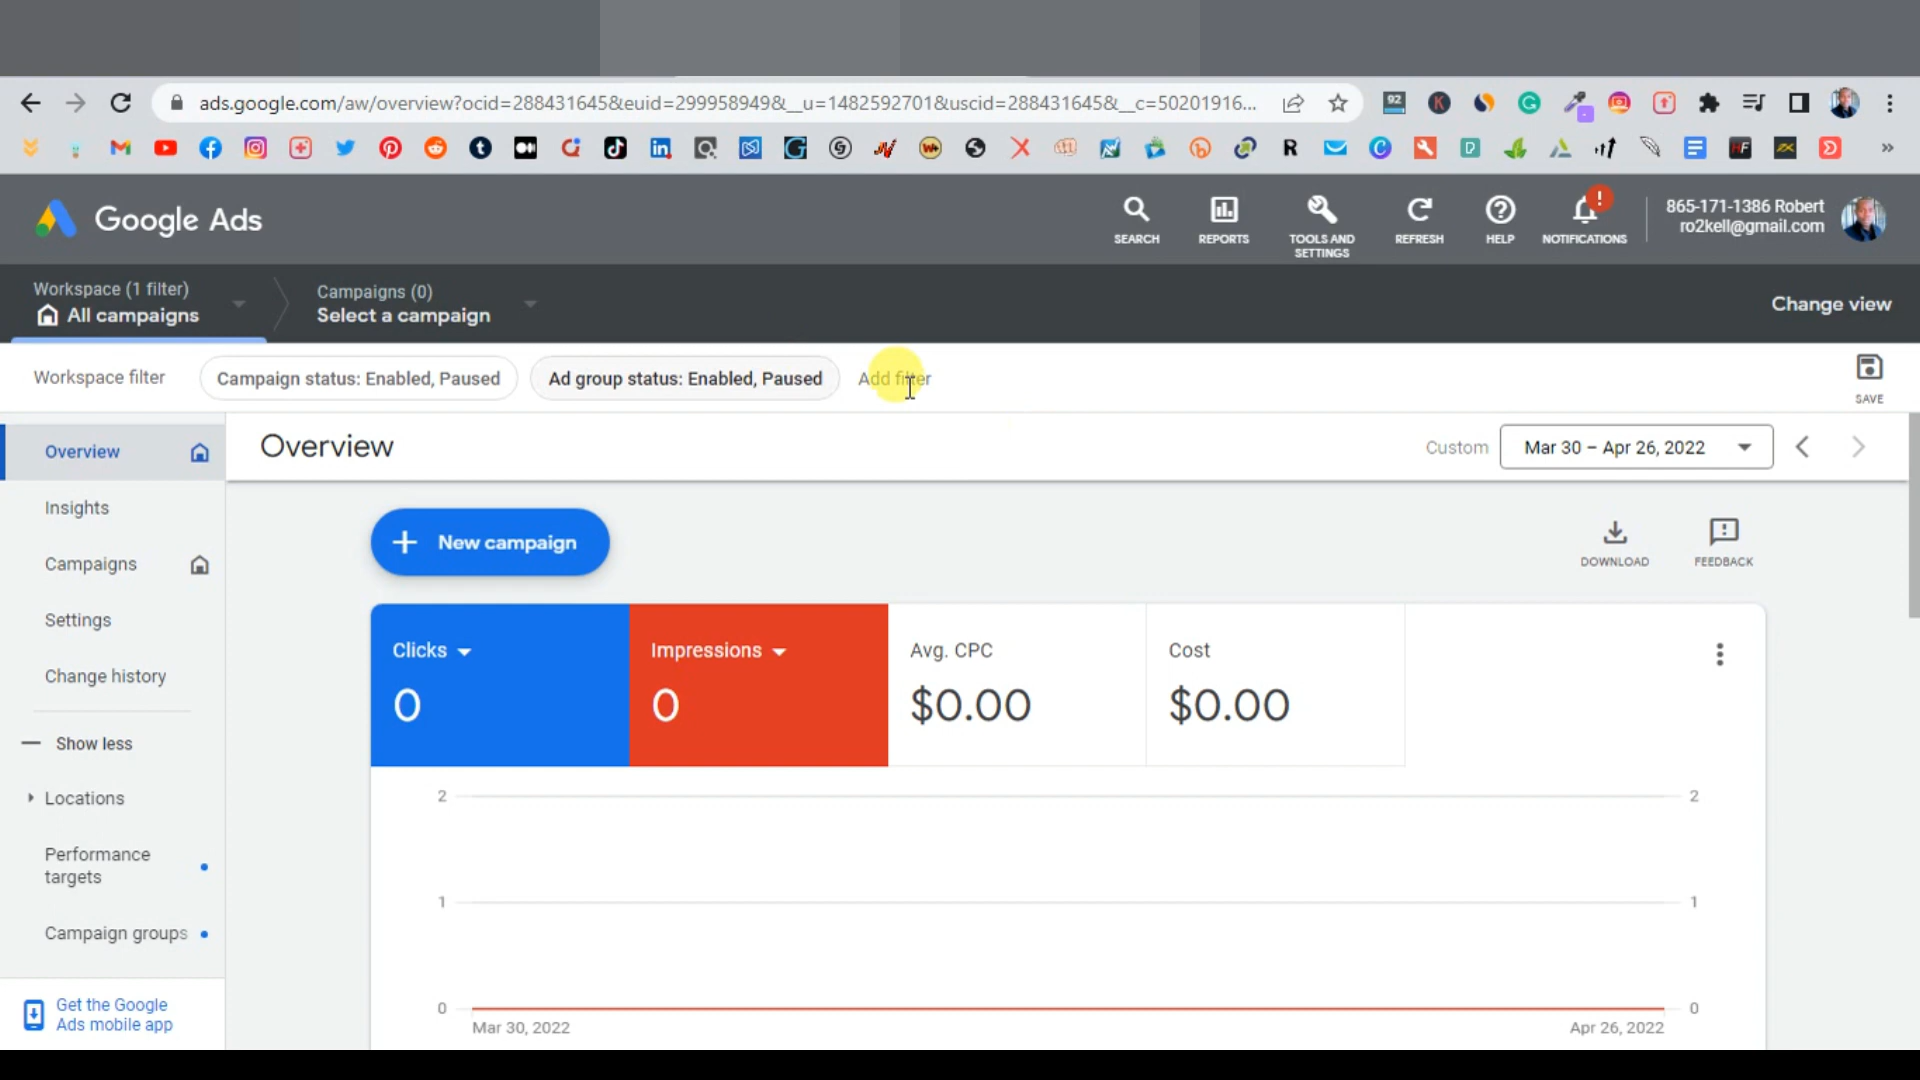 ads.google.com/aw/overview?ocid=288431645&euid=299958949&__u=1482592701&uscid=288431645&__c=50201916...
92
Google Ads
SEARCH
REPORTS
TOOLS AND
SETTINGS
REFRESH
HELP
!
NOTIFICATIONS
865-171-1386 Robert
ro2kell@gmail.com
Workspace (1 filter)
All campaigns
Campaigns (0)
Select a campaign
Change view
Workspace filter
Campaign status: Enabled, Paused
Ad group status: Enabled, Paused
Add filter
SAVE
Overview
Insights
Campaigns
Settings
Change history
Show less
Locations
Performance
targets
Campaign groups
Get the Google
Ads mobile app
Overview
Custom
Mar 30 – Apr 26, 2022
New campaign
DOWNLOAD
FEEDBACK
Clicks
0
Impressions
0
Avg. CPC
$0.00
Cost
$0.00
2
2
1
1
0
0
Mar 30, 2022
Apr 26, 2022